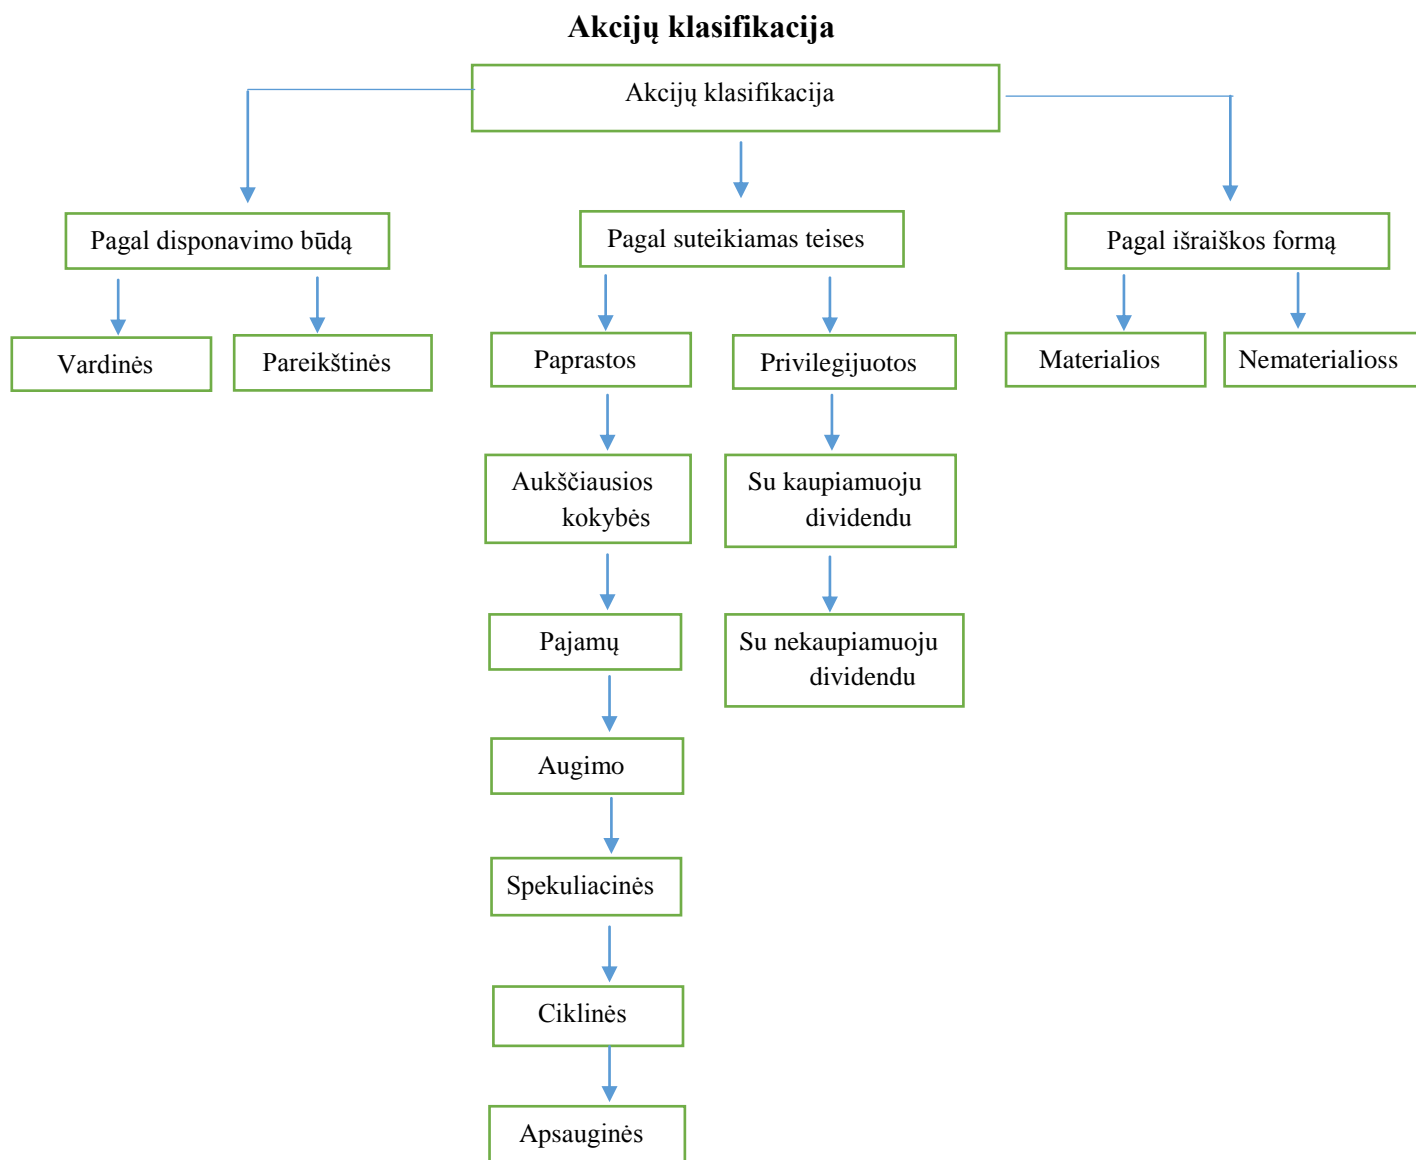 Akcijų klasifikacija
Akcijų klasifikacija
Pagal disponavimo būdą
Pagal suteikiamas teises
Pagal išraiškos formą
Vardinės
Pareikštinės
Paprastos
Privilegijuotos
Materialios
Nematerialioss
Aukščiausios
kokybės
Su kaupiamuoju
dividendu
Pajamų
Su nekaupiamuoju
dividendu
Augimo
Spekuliacinės
Ciklinės
Apsauginės